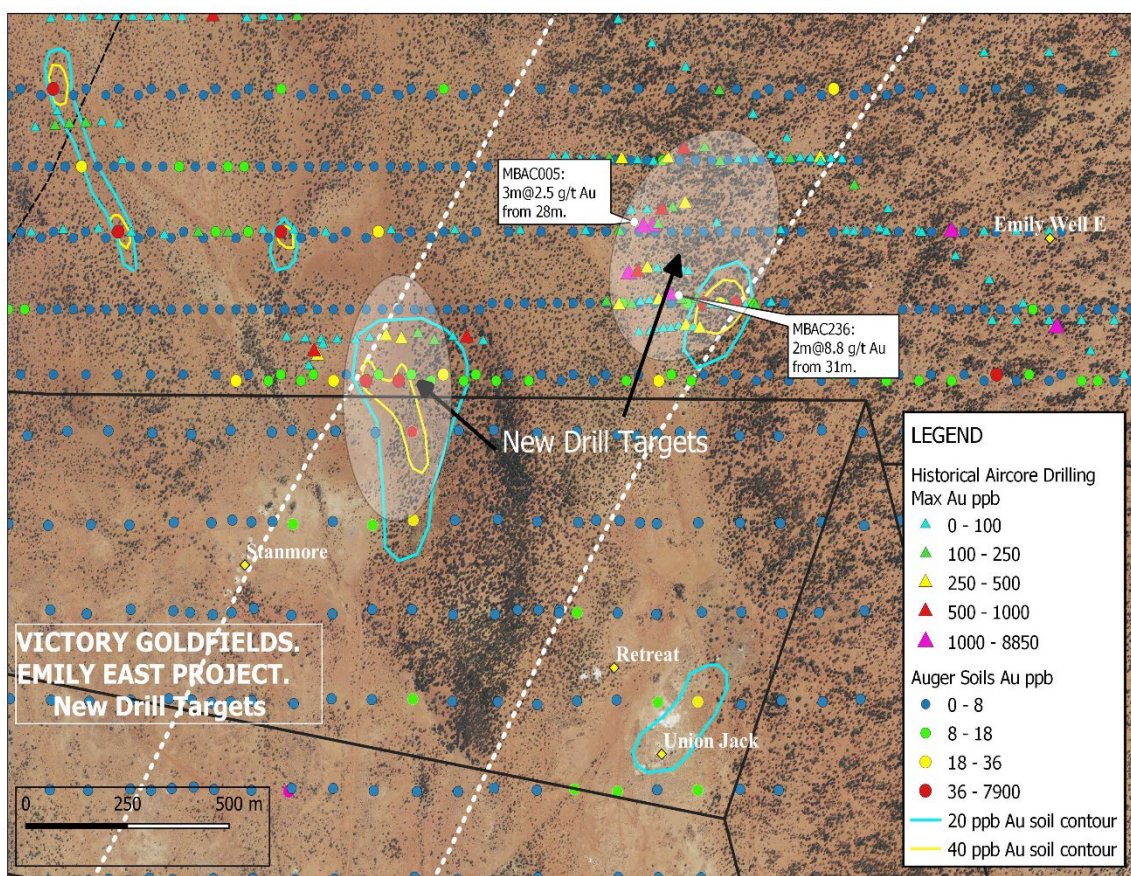 MBAC005:
3m@2.5 g/t Au
from 28m.
Emily Well E
MBAC236:
2m@8.8 g/t Au
from 31m.
New Drill Targets
Stanmore
Retreat
Union Jack
VICTORY GOLDFIELDS.
EMILY EAST PROJECT.
New Drill Targets
0 250 500 m
LEGEND
Historical Aircore Drilling
Max Au ppb
0 - 100
100 - 250
250 - 500
500 - 1000
1000 - 8850
Auger Soils Au ppb
0 - 8
8 - 18
18 - 36
36 - 7900
20 ppb Au soil contour
40 ppb Au soil contour